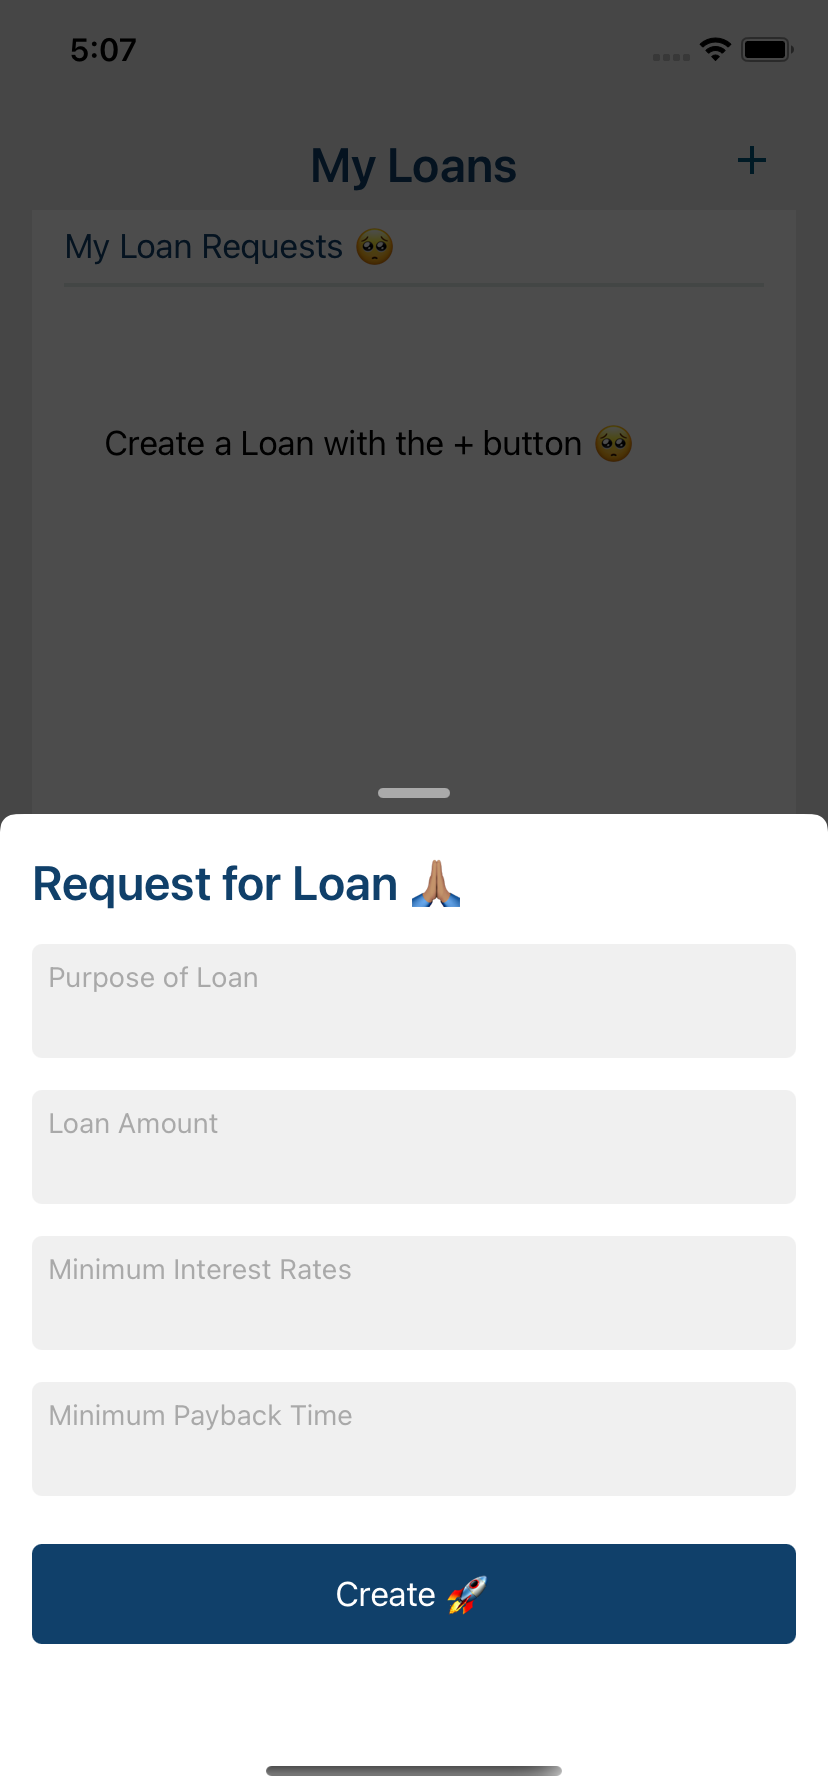 5:07
My Loans +
My Loan Requests 🥺
Create a Loan with the + button 🥺
Request for Loan 🙏🏽
Purpose of Loan
Loan Amount
Minimum Interest Rates
Minimum Payback Time
Create 🚀